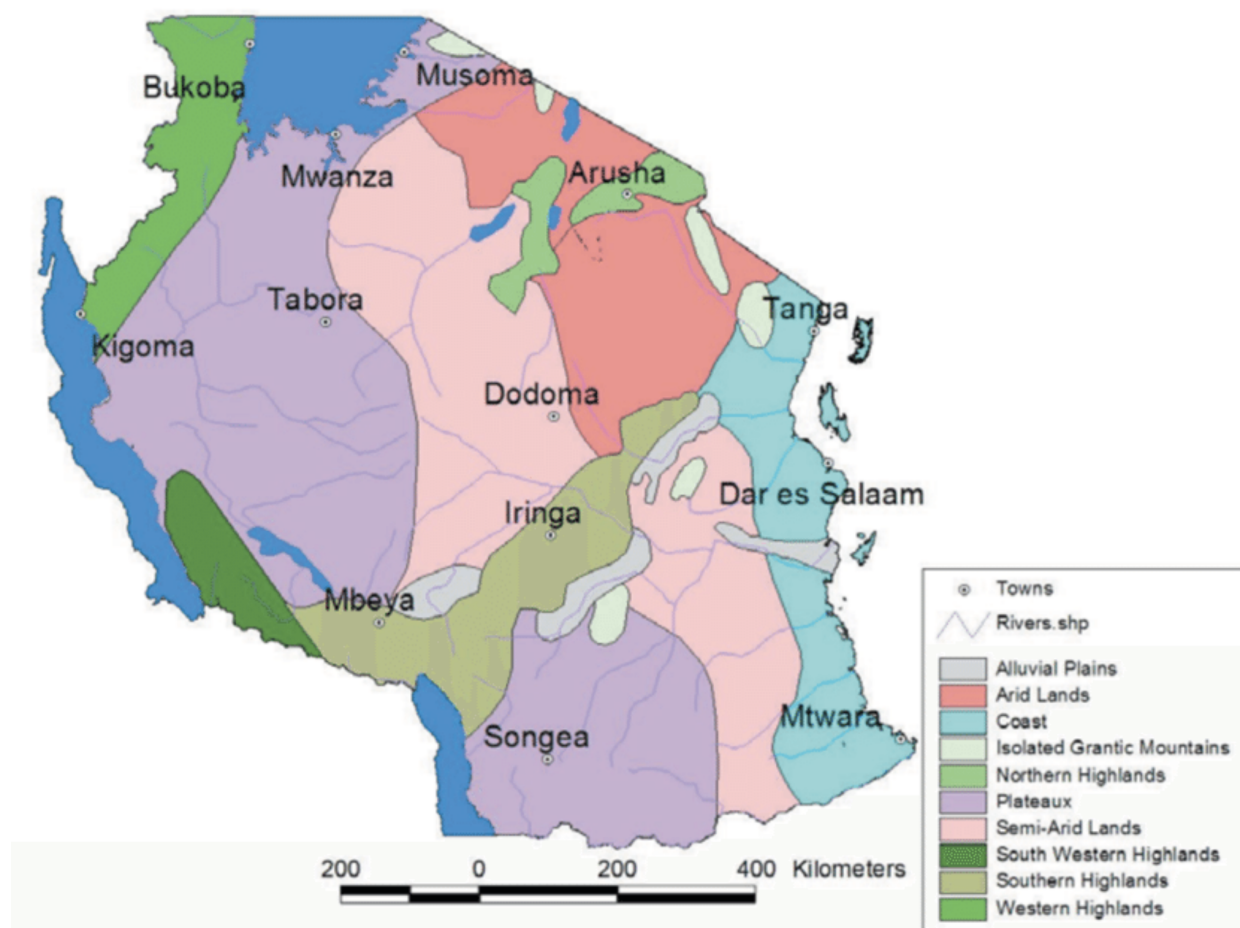 Bukoba
Musoma
Mwanza
Arusha
Tabora
Tanga
Kigoma
Dodoma
Dar es Salaam
Iringa
Mbeya
Mtwara
Songea
Towns
Rivers.shp
Alluvial Plains
Arid Lands
Coast
Isolated Grantic Mountains
Northern Highlands
Plateaux
Semi-Arid Lands
South Western Highlands
Southern Highlands
Western Highlands
200 0 200 400 Kilometers